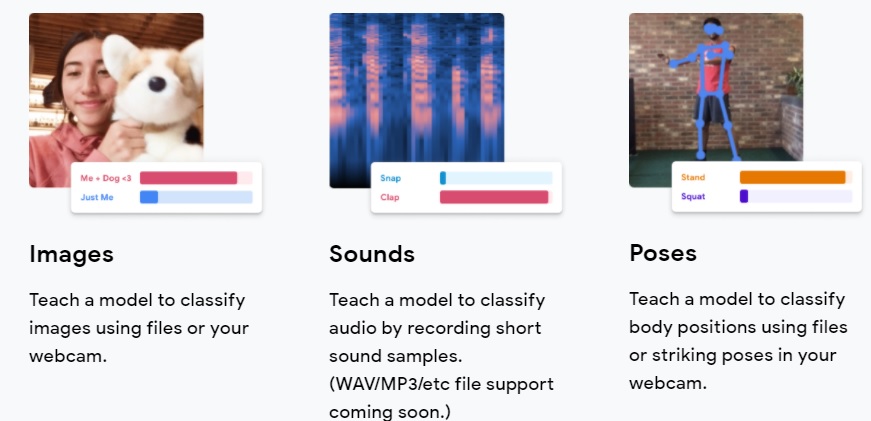 Me + Dog <3
Just Me
Snap
Clap
Stand
Squat
Images
Teach a model to classify
images using files or your
webcam.
Sounds
Teach a model to classify
audio by recording short
sound samples.
(WAV/MP3/etc file support
coming soon.)
Poses
Teach a model to classify
body positions using files
or striking poses in your
webcam.